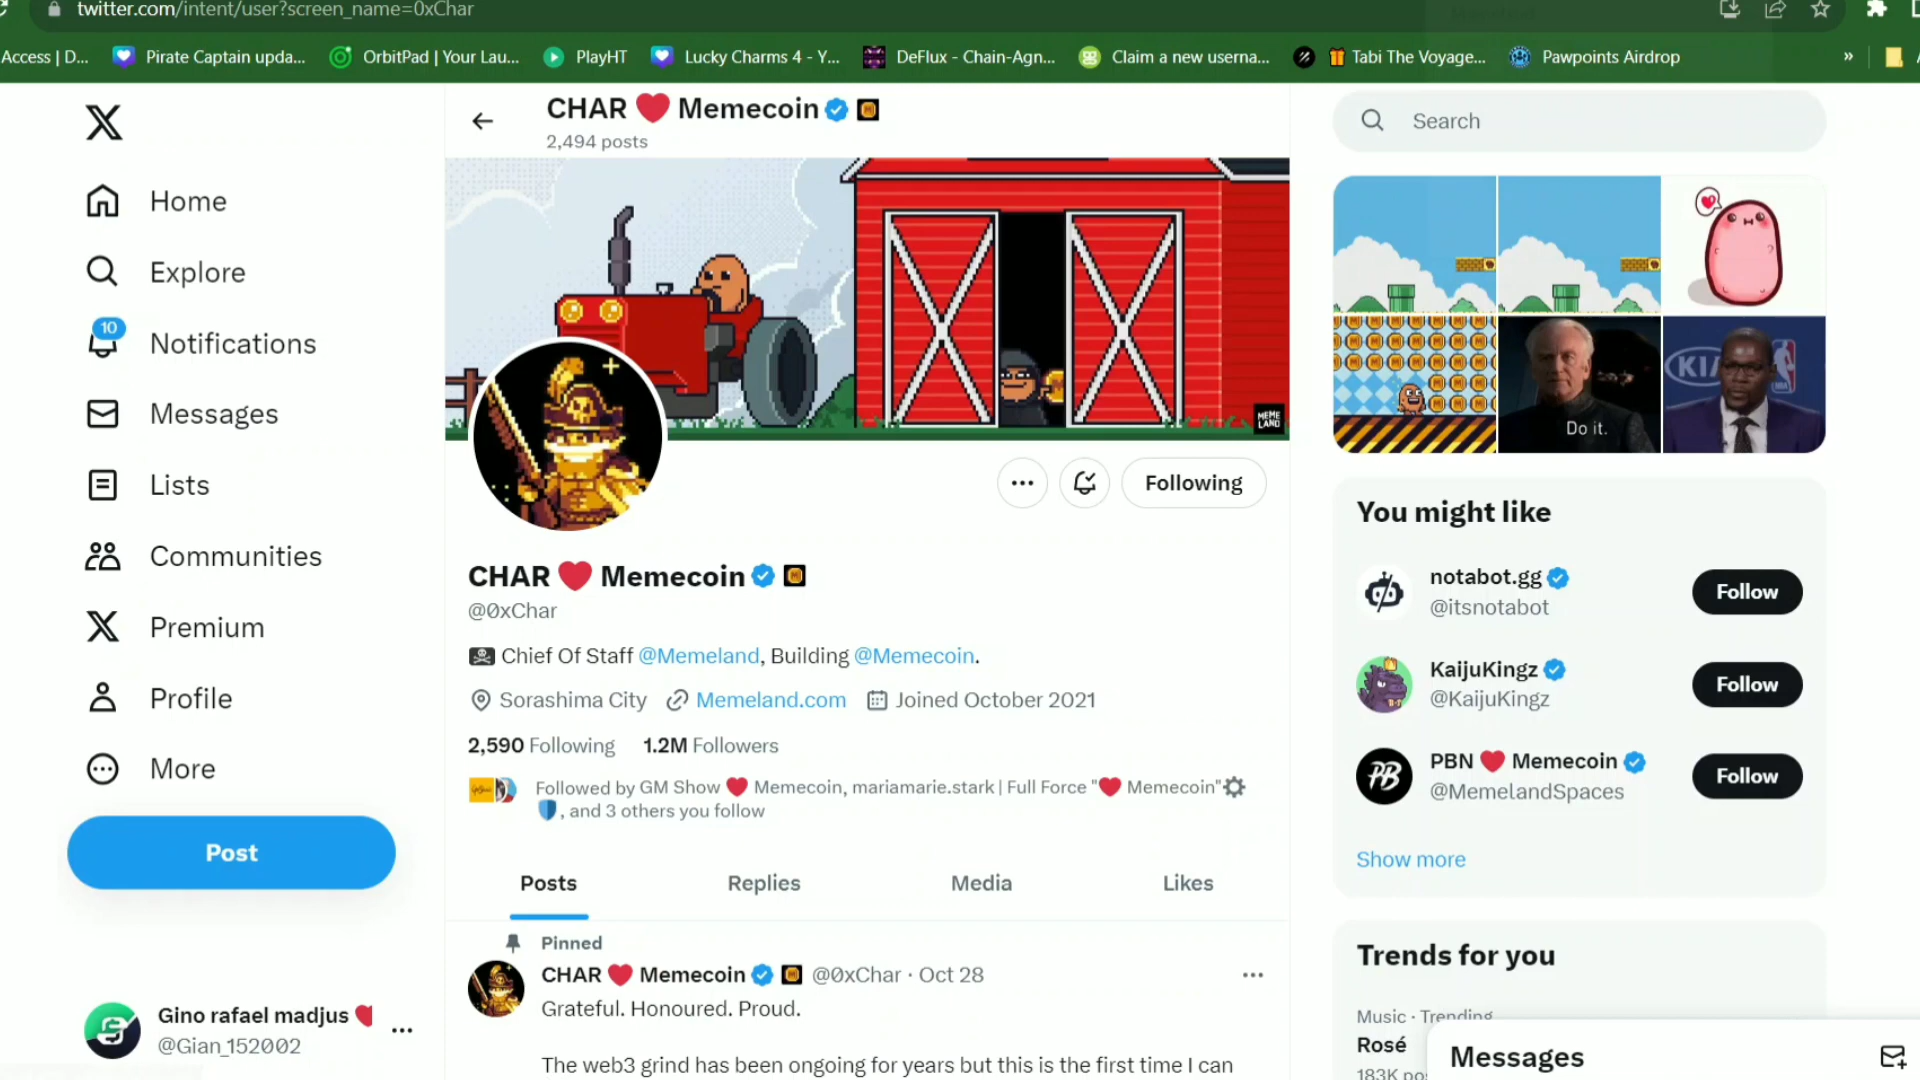 twitter.com/intent/user?screen_name=0xChar
Access | D...
Pirate Captain upda...
OrbitPad | Your Lau...
PlayHT
Lucky Charms 4 - Y...
DeFlux - Chain-Agn...
Claim a new userna...
Tabi The Voyage...
Pawpoints Airdrop
»
CHAR ❤️ Memecoin
2,494 posts
Search
Home
Explore
10
Notifications
Messages
Lists
Communities
Premium
Profile
More
Post
Gino rafael madjus
@Gian_152002
MEME
LAND
Following
CHAR ❤️ Memecoin
@0xChar
🏴‍☠️ Chief Of Staff @Memeland, Building @Memecoin.
Sorashima City Memeland.com Joined October 2021
2,590 Following 1.2M Followers
Followed by GM Show ❤️ Memecoin, mariamarie.stark | Full Force "❤️ Memecoin"⚙️
🛡️, and 3 others you follow
Posts Replies Media Likes
Pinned
CHAR ❤️ Memecoin @0xChar · Oct 28
Grateful. Honoured. Proud.
The web3 grind has been ongoing for years but this is the first time I can
Do it.
KIA
NBA
You might like
notabot.gg
@itsnotabot
Follow
KaijuKingz
@KaijuKingz
Follow
PBN ❤️ Memecoin
@MemelandSpaces
Follow
Show more
Trends for you
Music · Trending
Rosé
183K pos
Messages